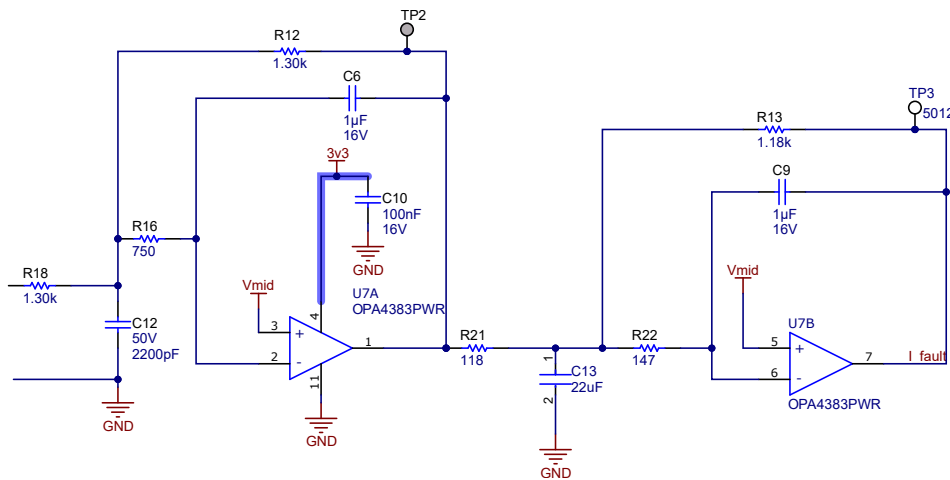 TP2
R12
1.30k
C6
1µF
16V
TP3
5012
R13
1.18k
3v3
C10
100nF
16V
GND
C9
1µF
16V
R16
750
R18
1.30k
Vmid
U7A
OPA4383PWR
Vmid
U7B
C12
50V
2200pF
3
+
4
2
-
1
11
R21
118
R22
147
1
C13
22uF
2
5
+
6
-
7
I fault
OPA4383PWR
GND
GND
GND